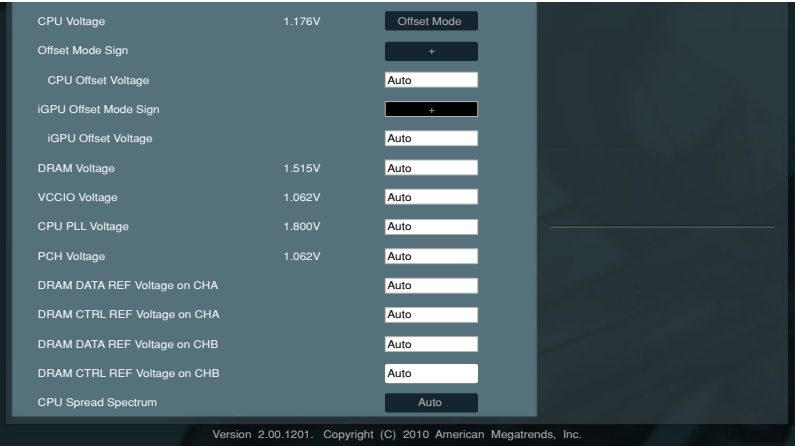 CPU Voltage 1.176V Offset Mode
Offset Mode Sign +
CPU Offset Voltage Auto
iGPU Offset Mode Sign +
iGPU Offset Voltage Auto
DRAM Voltage 1.515V Auto
VCCIO Voltage 1.062V Auto
CPU PLL Voltage 1.800V Auto
PCH Voltage 1.062V Auto
DRAM DATA REF Voltage on CHA Auto
DRAM CTRL REF Voltage on CHA Auto
DRAM DATA REF Voltage on CHB Auto
DRAM CTRL REF Voltage on CHB Auto
CPU Spread Spectrum Auto
Version 2.00.1201. Copyright (C) 2010 American Megatrends, Inc.